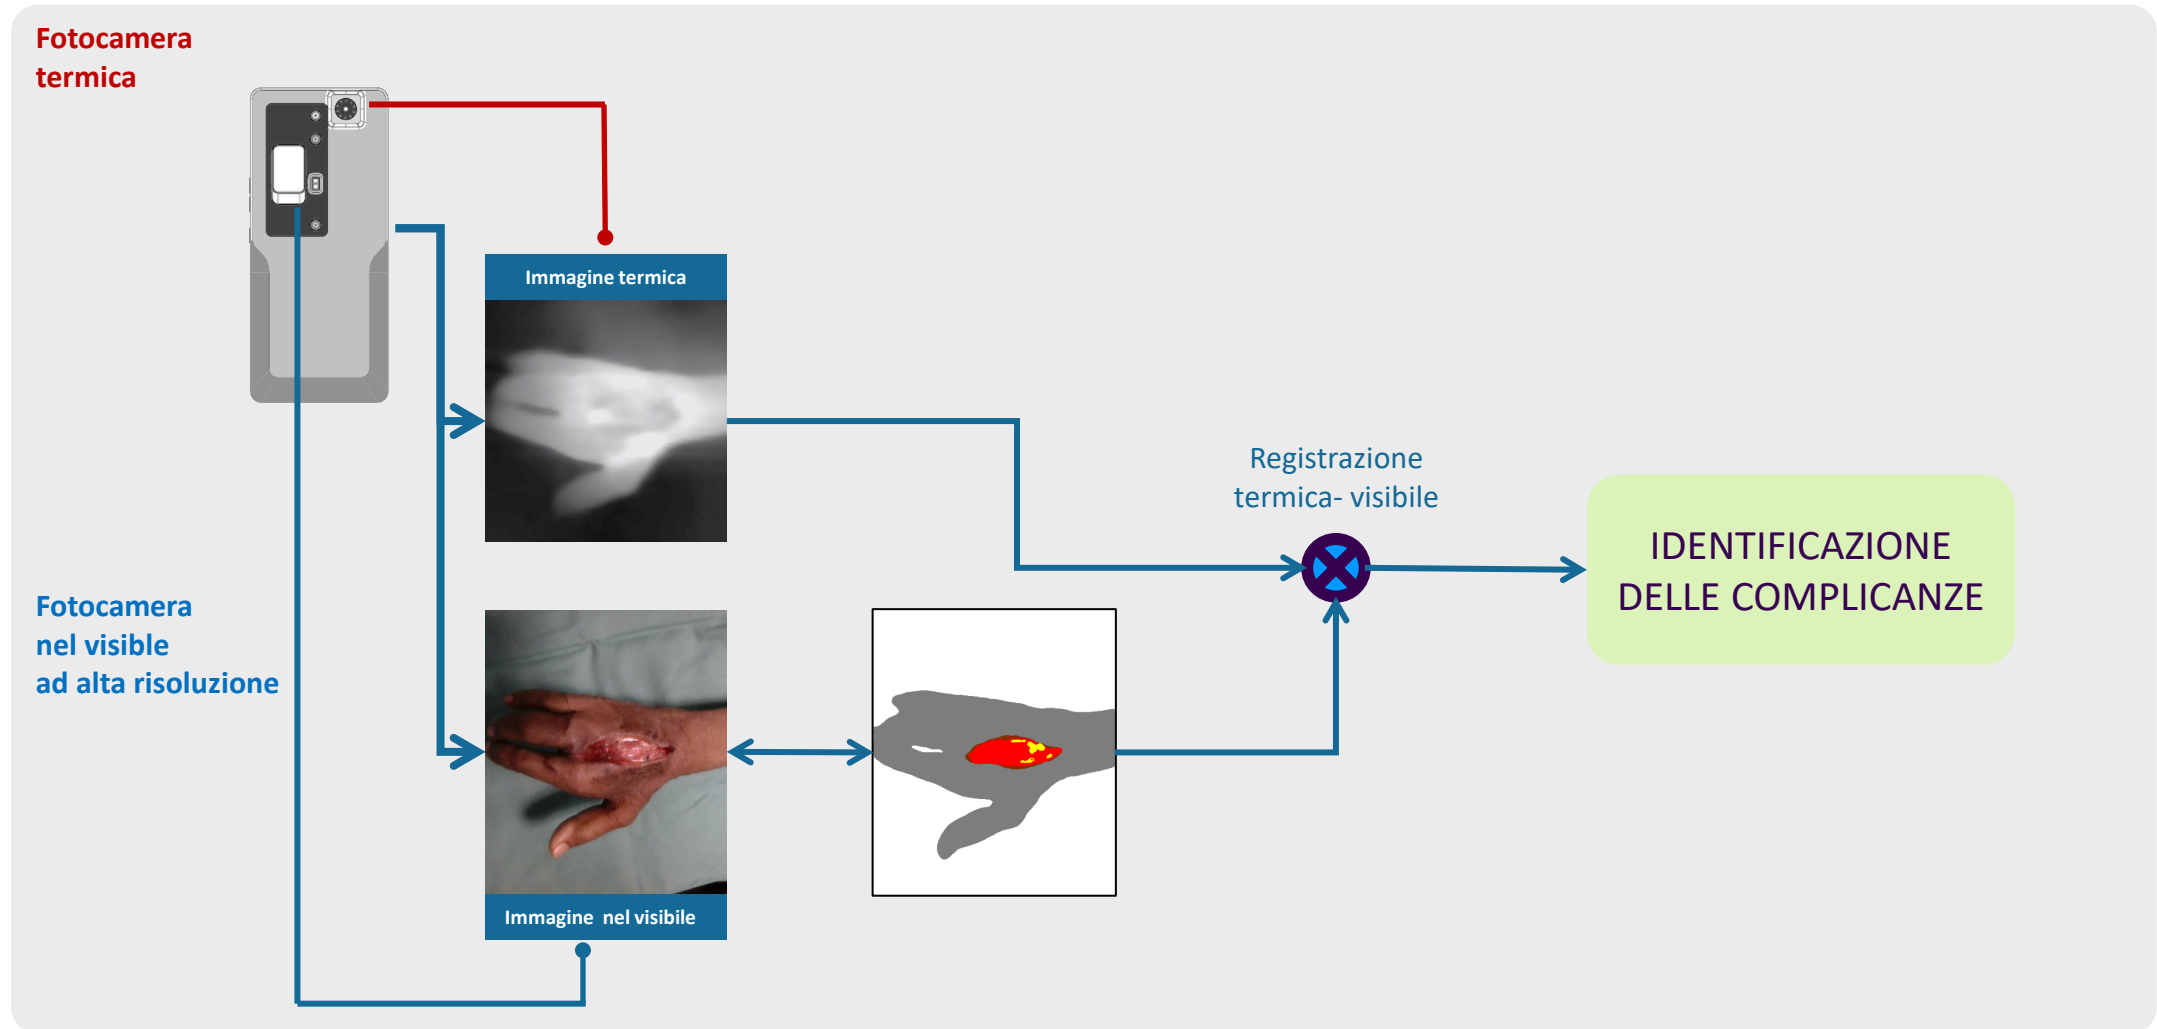 Fotocamera
termica
Immagine termica
Registrazione
termica- visibile
IDENTIFICAZIONE
DELLE COMPLICANZE
Fotocamera
nel visible
ad alta risoluzione
Immagine  nel visibile